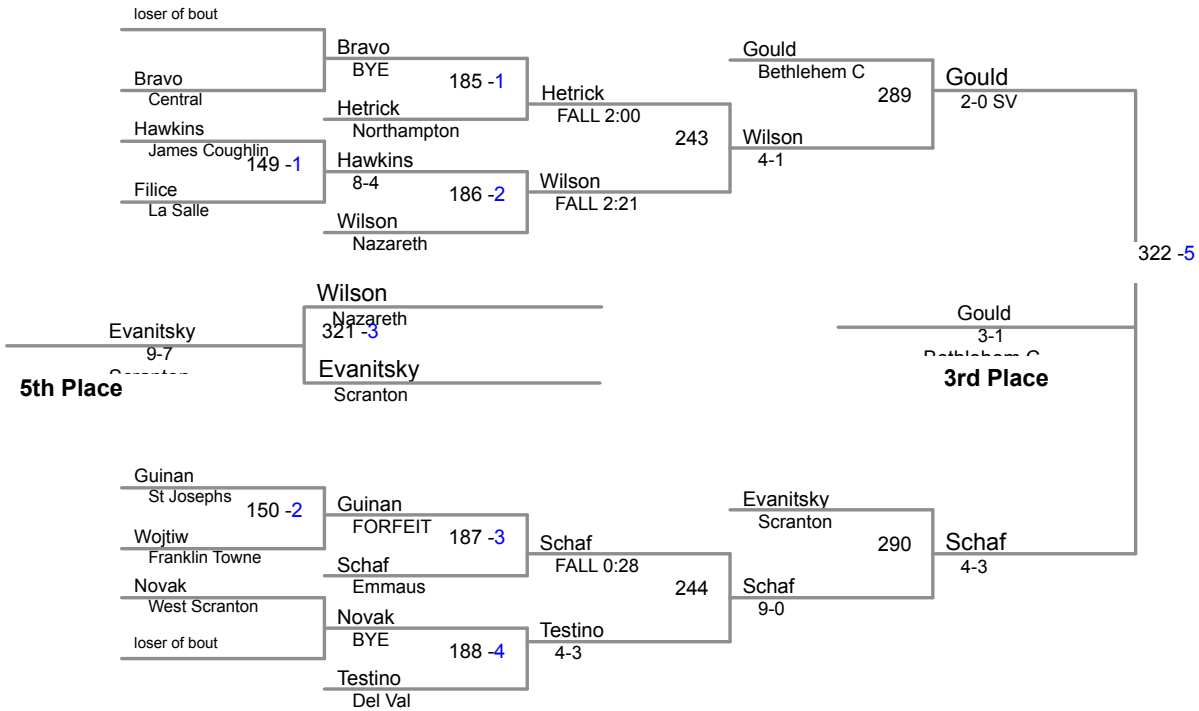 loser of bout
Bravo
Central
Hawkins
James Coughlin
149 -1
Filice
La Salle
Bravo
BYE
185 -1
Hetrick
Northampton
Hawkins
8-4
186 -2
Wilson
Nazareth
Hetrick
FALL 2:00
243
Wilson
FALL 2:21
Gould
Bethlehem C
289
Wilson
4-1
Gould
2-0 SV
322 -5
Wilson
Nazareth
321 -3
Evanitsky
Scranton
Evanitsky
9-7
5th Place
Gould
3-1
Bethlehem C
3rd Place
Guinan
St Josephs
150 -2
Wojtiw
Franklin Towne
Novak
West Scranton
loser of bout
Guinan
FORFEIT
187 -3
Schaf
Emmaus
Novak
BYE
188 -4
Testino
Del Val
Schaf
FALL 0:28
244
Testino
4-3
Evanitsky
Scranton
290
Schaf
9-0
Schaf
4-3